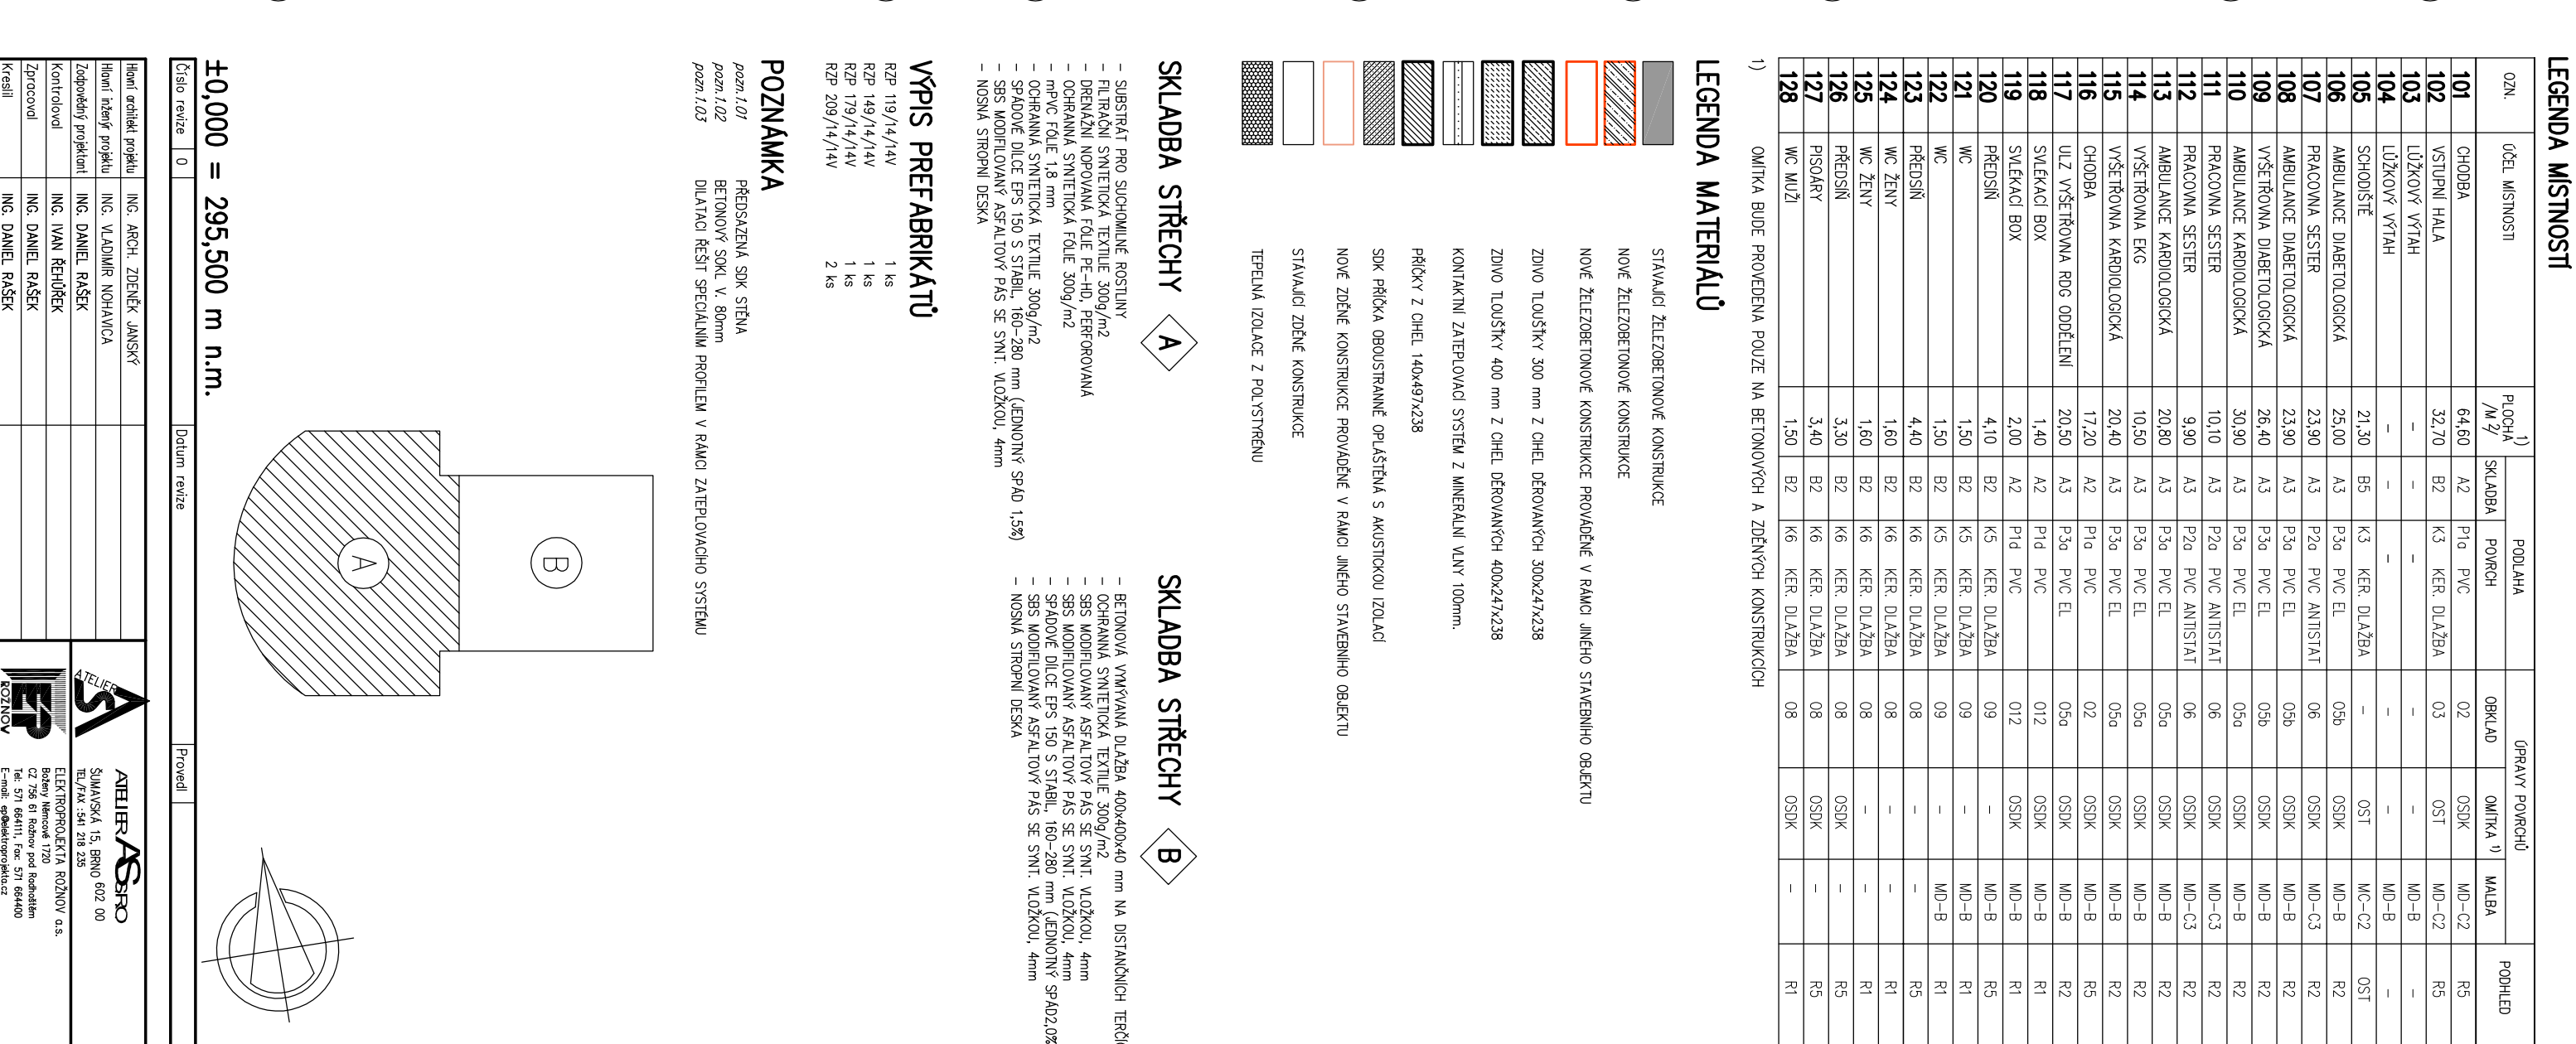 LEGENDA MÍSTNOSTÍ
OZN. ÚČEL MÍSTNOSTI PLOCHA 1) /M 2/ PODLAHA ÚPRAVY POVRCHŮ PODHLED
SKLADBA POVRCH OBKLAD OMÍTKA 1) MALBA
101 CHODBA 64,60 A2 P1a PVC O2 OSDK MD-C2 R5
102 VSTUPNÍ HALA 32,70 B2 K3 KER. DLAŽBA O3 OST MD-C2 R5
103 LŮŽKOVÝ VÝTAH - - - - - MD-B -
104 LŮŽKOVÝ VÝTAH - - - - - MD-B -
105 SCHODIŠTĚ 21,30 B5 K3 KER. DLAŽBA - OST MC-C2 OST
106 AMBULANCE DIABETOLOGICKÁ 25,00 A3 P3a PVC EL O5b OSDK MD-B R2
107 PRACOVNA SESTER 23,90 A3 P2a PVC ANTISTAT O6 OSDK MD-C3 R2
108 AMBULANCE DIABETOLOGICKÁ 23,90 A3 P3a PVC EL O5b OSDK MD-B R2
109 VYŠETŘOVNA DIABETOLOGICKÁ 26,40 A3 P3a PVC EL O5b OSDK MD-B R2
110 AMBULANCE KARDIOLOGICKÁ 30,90 A3 P3a PVC EL O5a OSDK MD-B R2
111 PRACOVNA SESTER 10,10 A3 P2a PVC ANTISTAT O6 OSDK MD-C3 R2
112 PRACOVNA SESTER 9,90 A3 P2a PVC ANTISTAT O6 OSDK MD-C3 R2
113 AMBULANCE KARDIOLOGICKÁ 20,80 A3 P3a PVC EL O5a OSDK MD-B R2
114 VYŠETŘOVNA EKG 10,50 A3 P3a PVC EL O5a OSDK MD-B R2
115 VYŠETŘOVNA KARDIOLOGICKÁ 20,40 A3 P3a PVC EL O5a OSDK MD-B R2
116 CHODBA 17,20 A2 P1a PVC O2 OSDK MD-B R5
117 ULZ VYŠETŘOVNA RDG ODDĚLENÍ 20,50 A3 P3a PVC EL O5a OSDK MD-B R2
118 SVLÉKACÍ BOX 1,40 A2 P1d PVC O12 OSDK MD-B R1
119 SVLÉKACÍ BOX 2,00 A2 P1d PVC O12 OSDK MD-B R1
120 PŘEDSÍŇ 4,10 B2 K5 KER. DLAŽBA O9 - MD-B R5
121 WC 1,50 B2 K5 KER. DLAŽBA O9 - MD-B R1
122 WC 1,50 B2 K5 KER. DLAŽBA O9 - MD-B R1
123 PŘEDSÍŇ 4,40 B2 K6 KER. DLAŽBA O8 - - R5
124 WC ŽENY 1,60 B2 K6 KER. DLAŽBA O8 - - R1
125 WC ŽENY 1,60 B2 K6 KER. DLAŽBA O8 - - R1
126 PŘEDSÍŇ 3,30 B2 K6 KER. DLAŽBA O8 OSDK - R5
127 PISOÁRY 3,40 B2 K6 KER. DLAŽBA O8 OSDK - R5
128 WC MUŽI 1,50 B2 K6 KER. DLAŽBA O8 OSDK - R1
1) OMÍTKA BUDE PROVEDENA POUZE NA BETONOVÝCH A ZDĚNÝCH KONSTRUKCÍCH
LEGENDA MATERIÁLŮ
STÁVAJÍCÍ ŽELEZOBETONOVÉ KONSTRUKCE
NOVÉ ŽELEZOBETONOVÉ KONSTRUKCE
NOVÉ ŽELEZOBETONOVÉ KONSTRUKCE PROVÁDĚNÉ V RÁMCI JINÉHO STAVEBNÍHO OBJEKTU
ZDIVO TLOUŠŤKY 300 mm Z CIHEL DĚROVANÝCH 300x247x238
ZDIVO TLOUŠŤKY 400 mm Z CIHEL DĚROVANÝCH 400x247x238
KONTAKTNÍ ZATEPLOVACÍ SYSTÉM Z MINERÁLNÍ VLNY 100mm.
PŘÍČKY Z CIHEL 140x497x238
SDK PŘÍČKA OBOUSTRANNĚ OPLÁŠTĚNÁ S AKUSTICKOU IZOLACÍ
NOVÉ ZDĚNÉ KONSTRUKCE PROVÁDĚNÉ V RÁMCI JINÉHO STAVEBNÍHO OBJEKTU
STÁVAJÍCÍ ZDĚNÉ KONSTRUKCE
TEPELNÁ IZOLACE Z POLYSTYRÉNU
SKLADBA STŘECHY A
- SUBSTRÁT PRO SUCHOMILNÉ ROSTLINY
- FILTRAČNÍ SYNTETICKÁ TEXTILIE 300g/m2
- DRENÁŽNÍ NOPOVANÁ FÓLIE PE-HD, PERFOROVANÁ
- OCHRANNÁ SYNTETICKÁ FÓLIE 300g/m2
- mPVC FÓLIE 1,8 mm
- OCHRANNÁ SYNTETICKÁ TEXTILIE 300g/m2
- SPÁDOVÉ DÍLCE EPS 150 S STABIL, 160-280 mm (JEDNOTNÝ SPÁD 1,5%)
- SBS MODIFILOVANÝ ASFALTOVÝ PÁS SE SYNT. VLOŽKOU, 4mm
- NOSNÁ STROPNÍ DESKA
SKLADBA STŘECHY B
- BETONOVÁ VYMÝVANÁ DLAŽBA 400x400x40 mm NA DISTANČNÍCH
- OCHRANNÁ SYNTETICKÁ TEXTILIE 300g/m2
- SBS MODIFILOVANÝ ASFALTOVÝ PÁS SE SYNT. VLOŽKOU, 4mm
- SBS MODIFILOVANÝ ASFALTOVÝ PÁS SE SYNT. VLOŽKOU, 4mm
- SPÁDOVÉ DÍLCE EPS 150 S STABIL, 160-280 mm (JEDNOTNÝ SPÁD2,0%
- SBS MODIFILOVANÝ ASFALTOVÝ PÁS SE SYNT. VLOŽKOU, 4mm
- NOSNÁ STROPNÍ DESKA
VÝPIS PREFABRIKÁTŮ
RZP 119/14/14V 1 ks
RZP 149/14/14V 1 ks
RZP 179/14/14V 1 ks
RZP 209/14/14V 2 ks
POZNÁMKA
pozn.1.01 PŘEDSAZENÁ SDK STĚNA
pozn.1.02 BETONOVÝ SOKL V. 80mm
pozn.1.03 DILATACI ŘEŠIT SPECIÁLNÍM PROFILEM V RÁMCI ZATEPLOVACÍHO SYSTÉMU
B
A
±0,000 = 295,500 m n.m.
Číslo revize 0 Datum revize Provedl
Hlavní architekt projektu ING. ARCH. ZDENĚK JANSKÝ
Hlavní inženýr projektu ING. VLADIMÍR NOHAVICA
Zodpovědný projektant ING. DANIEL RAŠEK
Kontroloval ING. IVAN ŘEHŮŘEK
Zpracoval ING. DANIEL RAŠEK
Kreslil ING. DANIEL RAŠEK
ATELIER
AS
ATELIER AS SRO
ŠUMAVSKÁ 15, BRNO 602 00
TEL/FAX :541 218 235
EP
ROŽNOV
ELEKTROPROJEKTA ROŽNOV a.s.
Boženy Němcové 1720
CZ 756 61 Rožnov pod Radhoštěm
Tel: 571 664111, Fax: 571 664400
E-mail: ep@elektroprojekta.cz